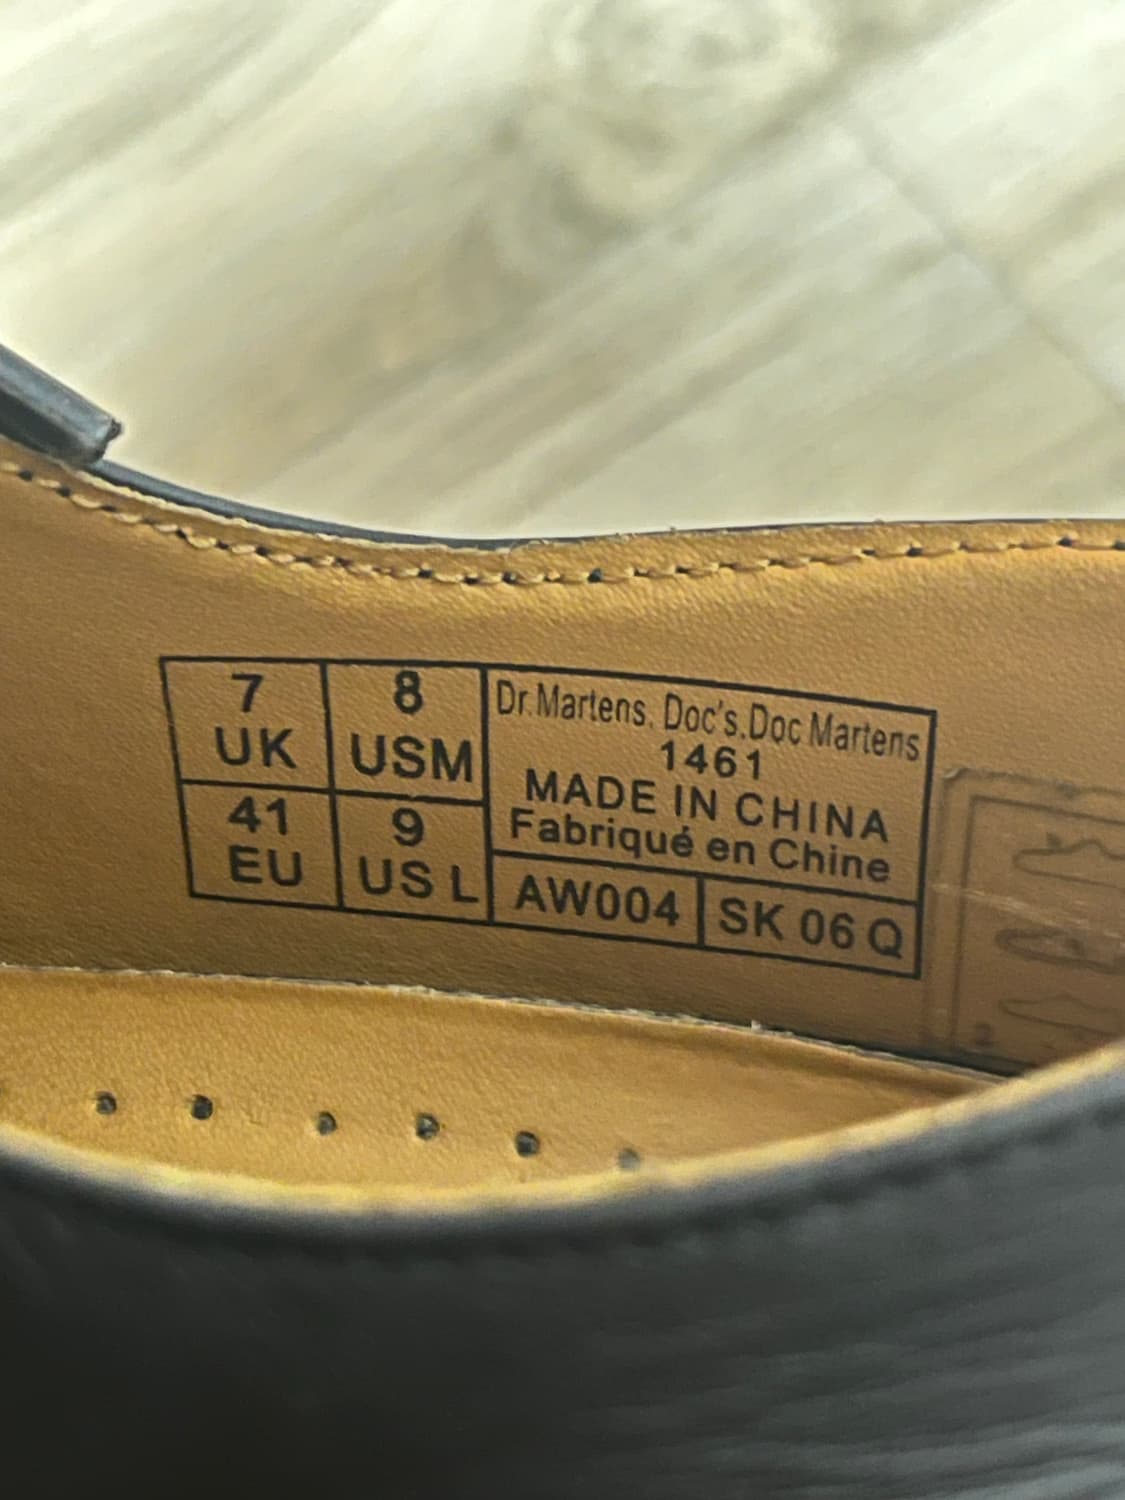 7
UK
8
USM
41
EU
9
US L
Dr.Martens. Doc's.Doc Martens
1461
MADE IN CHINA
Fabriqué en Chine
AW004
SK 06 Q
2